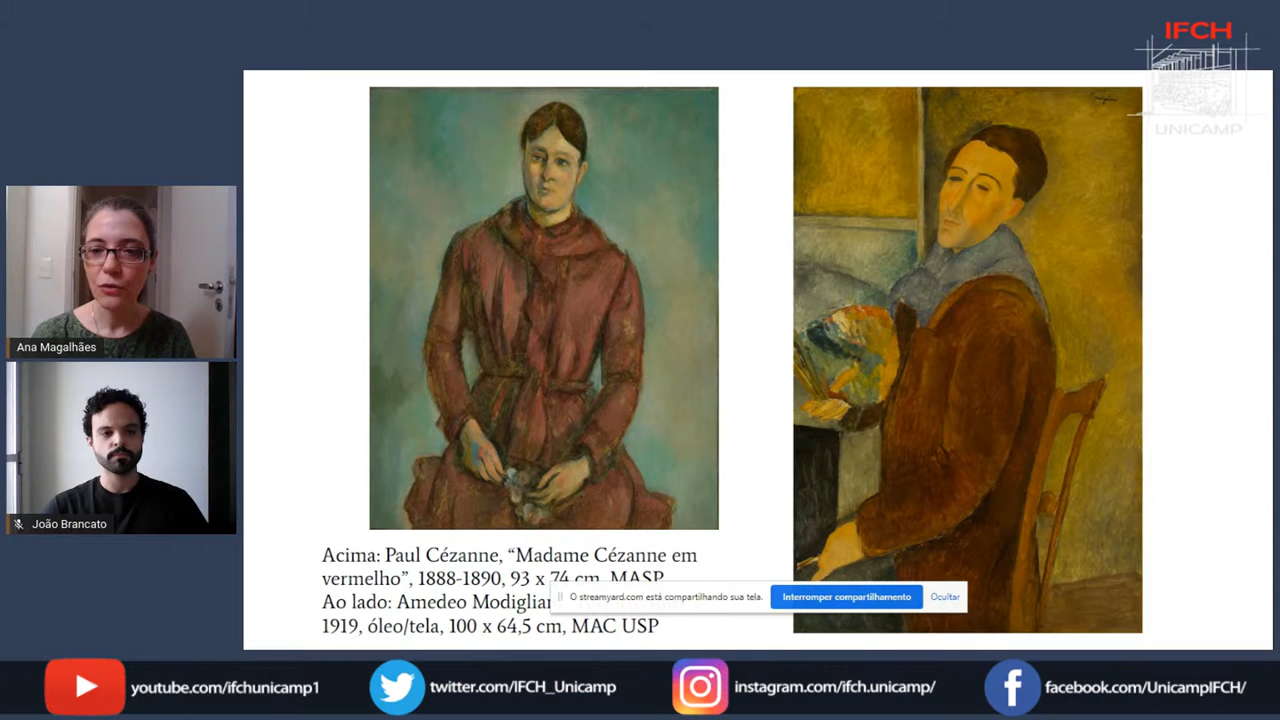 IFCH
UNICAMP
Ana Magalhães
João Brancato
Acima: Paul Cézanne, “Madame Cézanne em
vermelho”, 1888-1890, 93 x 74 cm, MASP
Ao lado: Amedeo
1919, óleo/tela, 100 x 64,5 cm, MAC USP
O streamyard.com está compartilhando sua tela.
Interromper compartilhamento
Ocultar
youtube.com/ifchunicamp1
twitter.com/IFCH_Unicamp
instagram.com/ifch.unicamp/
facebook.com/UnicampIFCH/